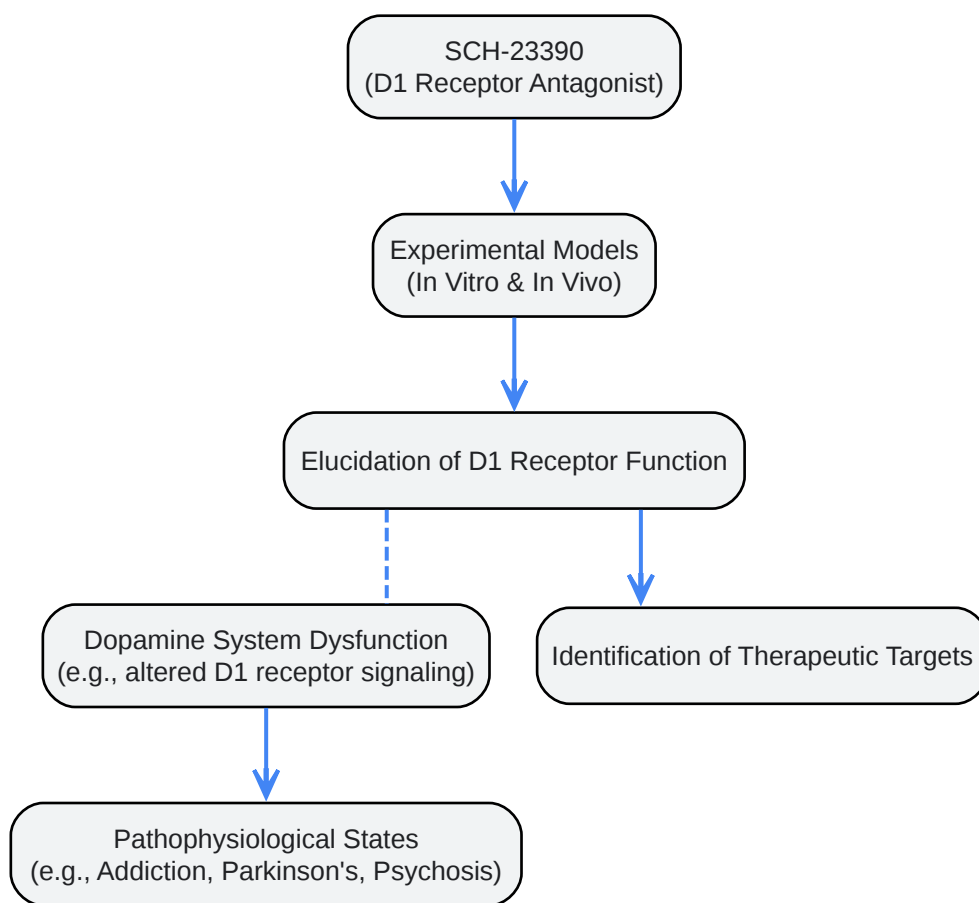 SCH-23390
(D1 Receptor Antagonist)
Experimental Models
(In Vitro & In Vivo)
Elucidation of D1 Receptor Function
Dopamine System Dysfunction
(e.g., altered D1 receptor signaling)
Identification of Therapeutic Targets
Pathophysiological States
(e.g., Addiction, Parkinson's, Psychosis)